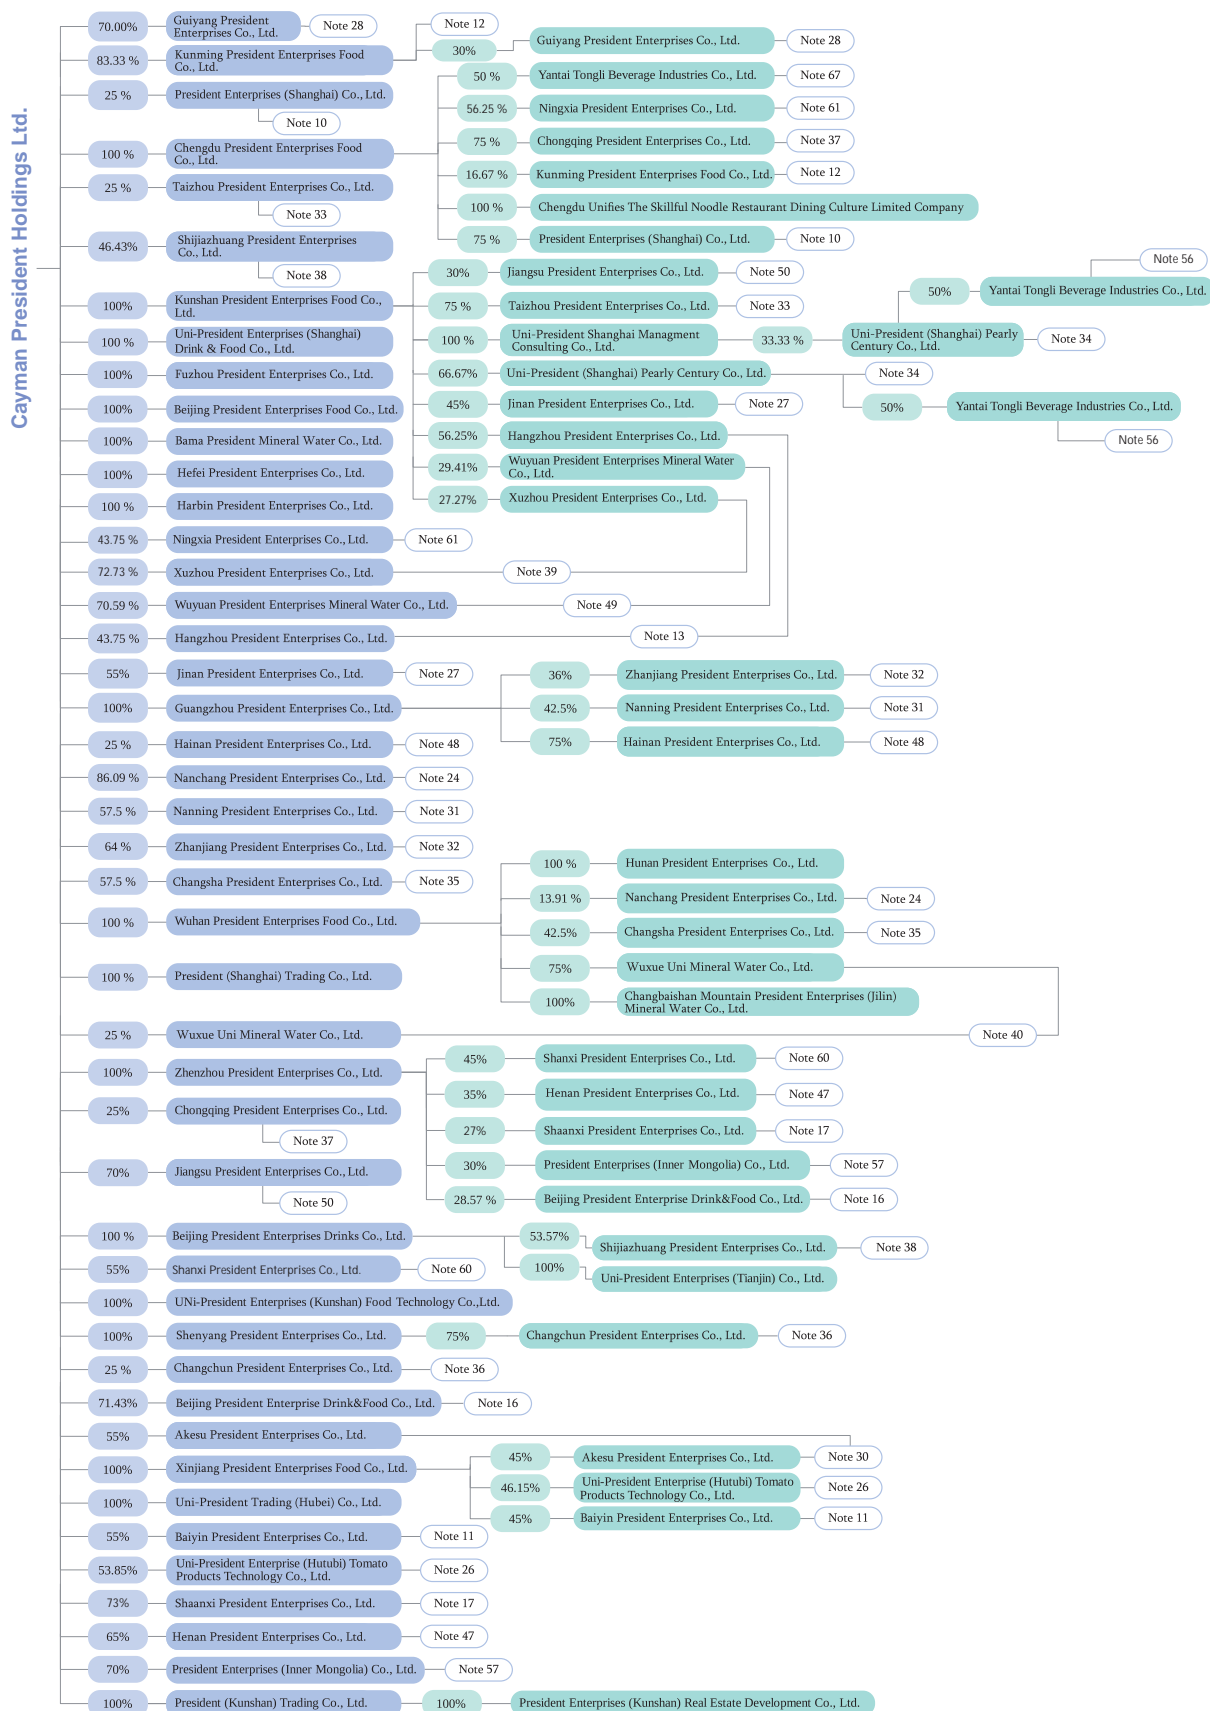 Cayman President Holdings Ltd.
70.00%
Guiyang President
Enterprises Co., Ltd.
Note 28
Note 12
83.33 %
Kunming President Enterprises Food
Co., Ltd.
30%
Guiyang President Enterprises Co., Ltd.
Note 28
25 %
President Enterprises (Shanghai) Co., Ltd.
Note 10
50 %
Yantai Tongli Beverage Industries Co., Ltd.
Note 67
56.25 %
Ningxia President Enterprises Co., Ltd.
Note 61
100 %
Chengdu President Enterprises Food
Co., Ltd.
75 %
Chongqing President Enterprises Co., Ltd.
Note 37
16.67 %
Kunming President Enterprises Food Co., Ltd.
Note 12
25 %
Taizhou President Enterprises Co., Ltd.
Note 33
100 %
Chengdu Unifies The Skillful Noodle Restaurant Dining Culture Limited Company
75 %
President Enterprises (Shanghai) Co., Ltd.
Note 10
46.43%
Shijiazhuang President Enterprises
Co., Ltd.
Note 38
30%
Jiangsu President Enterprises Co., Ltd.
Note 50
Note 56
50%
Yantai Tongli Beverage Industries Co., Ltd.
100%
Kunshan President Enterprises Food Co.,
Ltd.
75 %
Taizhou President Enterprises Co., Ltd.
Note 33
100 %
Uni-President Enterprises (Shanghai)
Drink & Food Co., Ltd.
100 %
Uni-President Shanghai Managment
Consulting Co., Ltd.
33.33 %
Uni-President (Shanghai) Pearly
Century Co., Ltd.
Note 34
100%
Fuzhou President Enterprises Co., Ltd.
66.67%
Uni-President (Shanghai) Pearly Century Co., Ltd.
Note 34
100%
Beijing President Enterprises Food Co., Ltd.
45%
Jinan President Enterprises Co., Ltd.
Note 27
50%
Yantai Tongli Beverage Industries Co., Ltd.
Note 56
100%
Bama President Mineral Water Co., Ltd.
56.25%
Hangzhou President Enterprises Co., Ltd.
100%
Hefei President Enterprises Co., Ltd.
29.41%
Wuyuan President Enterprises Mineral Water
Co., Ltd.
100 %
Harbin President Enterprises Co., Ltd.
27.27%
Xuzhou President Enterprises Co., Ltd.
43.75 %
Ningxia President Enterprises Co., Ltd.
Note 61
72.73 %
Xuzhou President Enterprises Co., Ltd.
Note 39
70.59 %
Wuyuan President Enterprises Mineral Water Co., Ltd.
Note 49
43.75 %
Hangzhou President Enterprises Co., Ltd.
Note 13
55%
Jinan President Enterprises Co., Ltd.
Note 27
36%
Zhanjiang President Enterprises Co., Ltd.
Note 32
100%
Guangzhou President Enterprises Co., Ltd.
42.5%
Nanning President Enterprises Co., Ltd.
Note 31
25 %
Hainan President Enterprises Co., Ltd.
Note 48
75%
Hainan President Enterprises Co., Ltd.
Note 48
86.09 %
Nanchang President Enterprises Co., Ltd.
Note 24
57.5 %
Nanning President Enterprises Co., Ltd.
Note 31
64 %
Zhanjiang President Enterprises Co., Ltd.
Note 32
100 %
Hunan President Enterprises Co., Ltd.
57.5 %
Changsha President Enterprises Co., Ltd.
Note 35
13.91 %
Nanchang President Enterprises Co., Ltd.
Note 24
100 %
Wuhan President Enterprises Food Co., Ltd.
42.5%
Changsha President Enterprises Co., Ltd.
Note 35
100 %
President (Shanghai) Trading Co., Ltd.
75%
Wuxue Uni Mineral Water Co., Ltd.
100%
Changbaishan Mountain President Enterprises (Jilin)
Mineral Water Co., Ltd.
25 %
Wuxue Uni Mineral Water Co., Ltd.
Note 40
100%
Zhenzhou President Enterprises Co., Ltd.
45%
Shanxi President Enterprises Co., Ltd.
Note 60
35%
Henan President Enterprises Co., Ltd.
Note 47
25%
Chongqing President Enterprises Co., Ltd.
Note 37
27%
Shaanxi President Enterprises Co., Ltd.
Note 17
70%
Jiangsu President Enterprises Co., Ltd.
Note 50
30%
President Enterprises (Inner Mongolia) Co., Ltd.
Note 57
28.57 %
Beijing President Enterprise Drink&Food Co., Ltd.
Note 16
100 %
Beijing President Enterprises Drinks Co., Ltd.
53.57%
Shijiazhuang President Enterprises Co., Ltd.
Note 38
55%
Shanxi President Enterprises Co., Ltd.
Note 60
100%
Uni-President Enterprises (Tianjin) Co., Ltd.
100%
UNi-President Enterprises (Kunshan) Food Technology Co.,Ltd.
100%
Shenyang President Enterprises Co., Ltd.
75%
Changchun President Enterprises Co., Ltd.
Note 36
25 %
Changchun President Enterprises Co., Ltd.
Note 36
71.43%
Beijing President Enterprise Drink&Food Co., Ltd.
Note 16
55%
Akesu President Enterprises Co., Ltd.
100%
Xinjiang President Enterprises Food Co., Ltd.
45%
Akesu President Enterprises Co., Ltd.
Note 30
46.15%
Uni-President Enterprise (Hutubi) Tomato
Products Technology Co., Ltd.
Note 26
100%
Uni-President Trading (Hubei) Co., Ltd.
45%
Baiyin President Enterprises Co., Ltd.
Note 11
55%
Baiyin President Enterprises Co., Ltd.
Note 11
53.85%
Uni-President Enterprise (Hutubi) Tomato
Products Technology Co., Ltd.
Note 26
73%
Shaanxi President Enterprises Co., Ltd.
Note 17
65%
Henan President Enterprises Co., Ltd.
Note 47
70%
President Enterprises (Inner Mongolia) Co., Ltd.
Note 57
100%
President (Kunshan) Trading Co., Ltd.
100%
President Enterprises (Kunshan) Real Estate Development Co., Ltd.